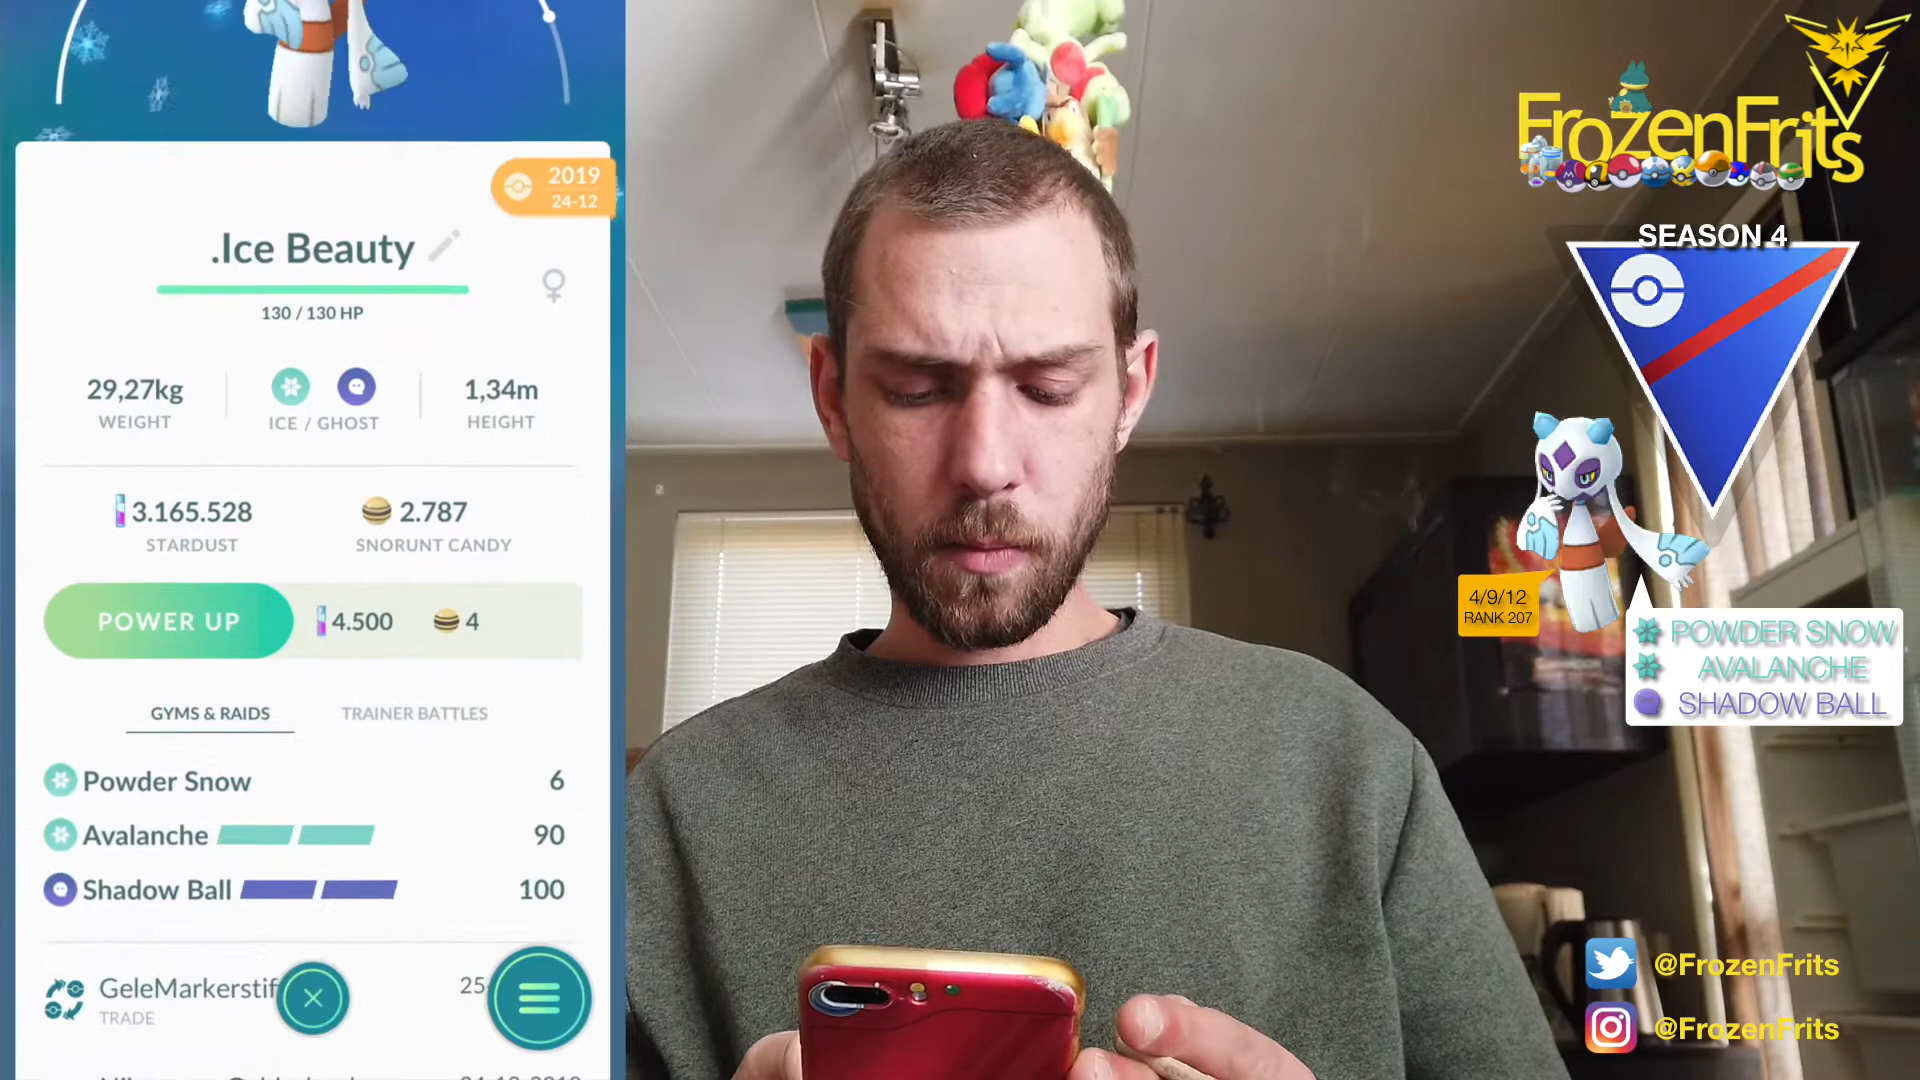 2019
24-12
.Ice Beauty
130 / 130 HP
29,27kg
WEIGHT
ICE / GHOST
1,34m
HEIGHT
3.165.528
STARDUST
2.787
SNORUNT CANDY
POWER UP
4.500
4
GYMS & RAIDS
TRAINER BATTLES
Powder Snow
6
Avalanche
90
Shadow Ball
100
GeleMarkerstif
25
TRADE
FrozenFrits
SEASON 4
4/9/12
RANK 207
POWDER SNOW
AVALANCHE
SHADOW BALL
@FrozenFrits
@FrozenFrits